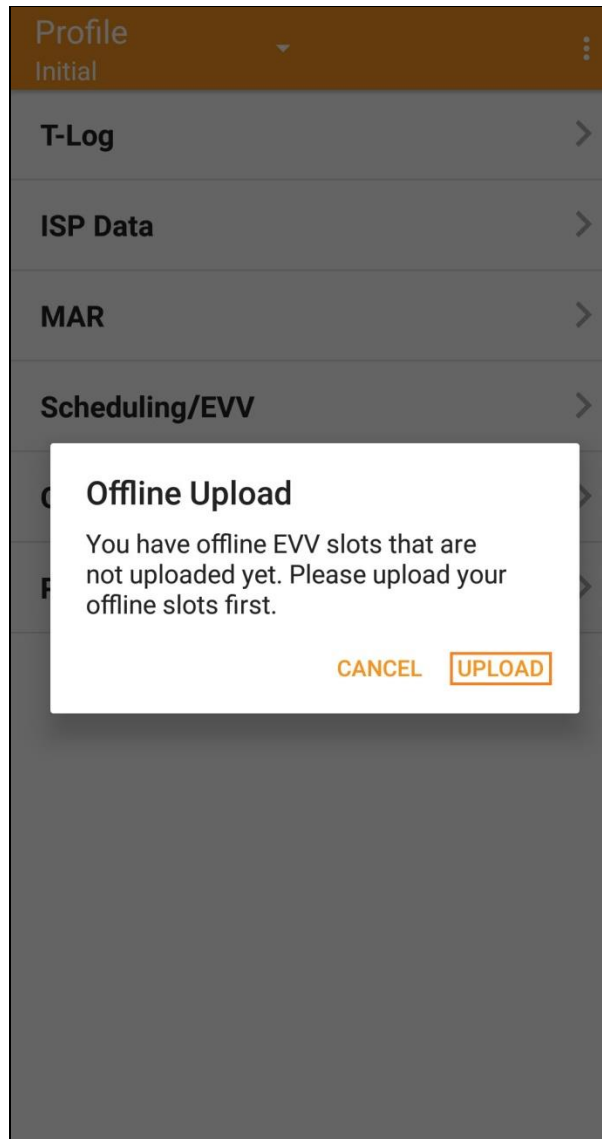 Profile
Initial
T-Log
ISP Data
MAR
Scheduling/EVV
Offline Upload
You have offline EVV slots that are
not uploaded yet. Please upload your
offline slots first.
CANCEL UPLOAD